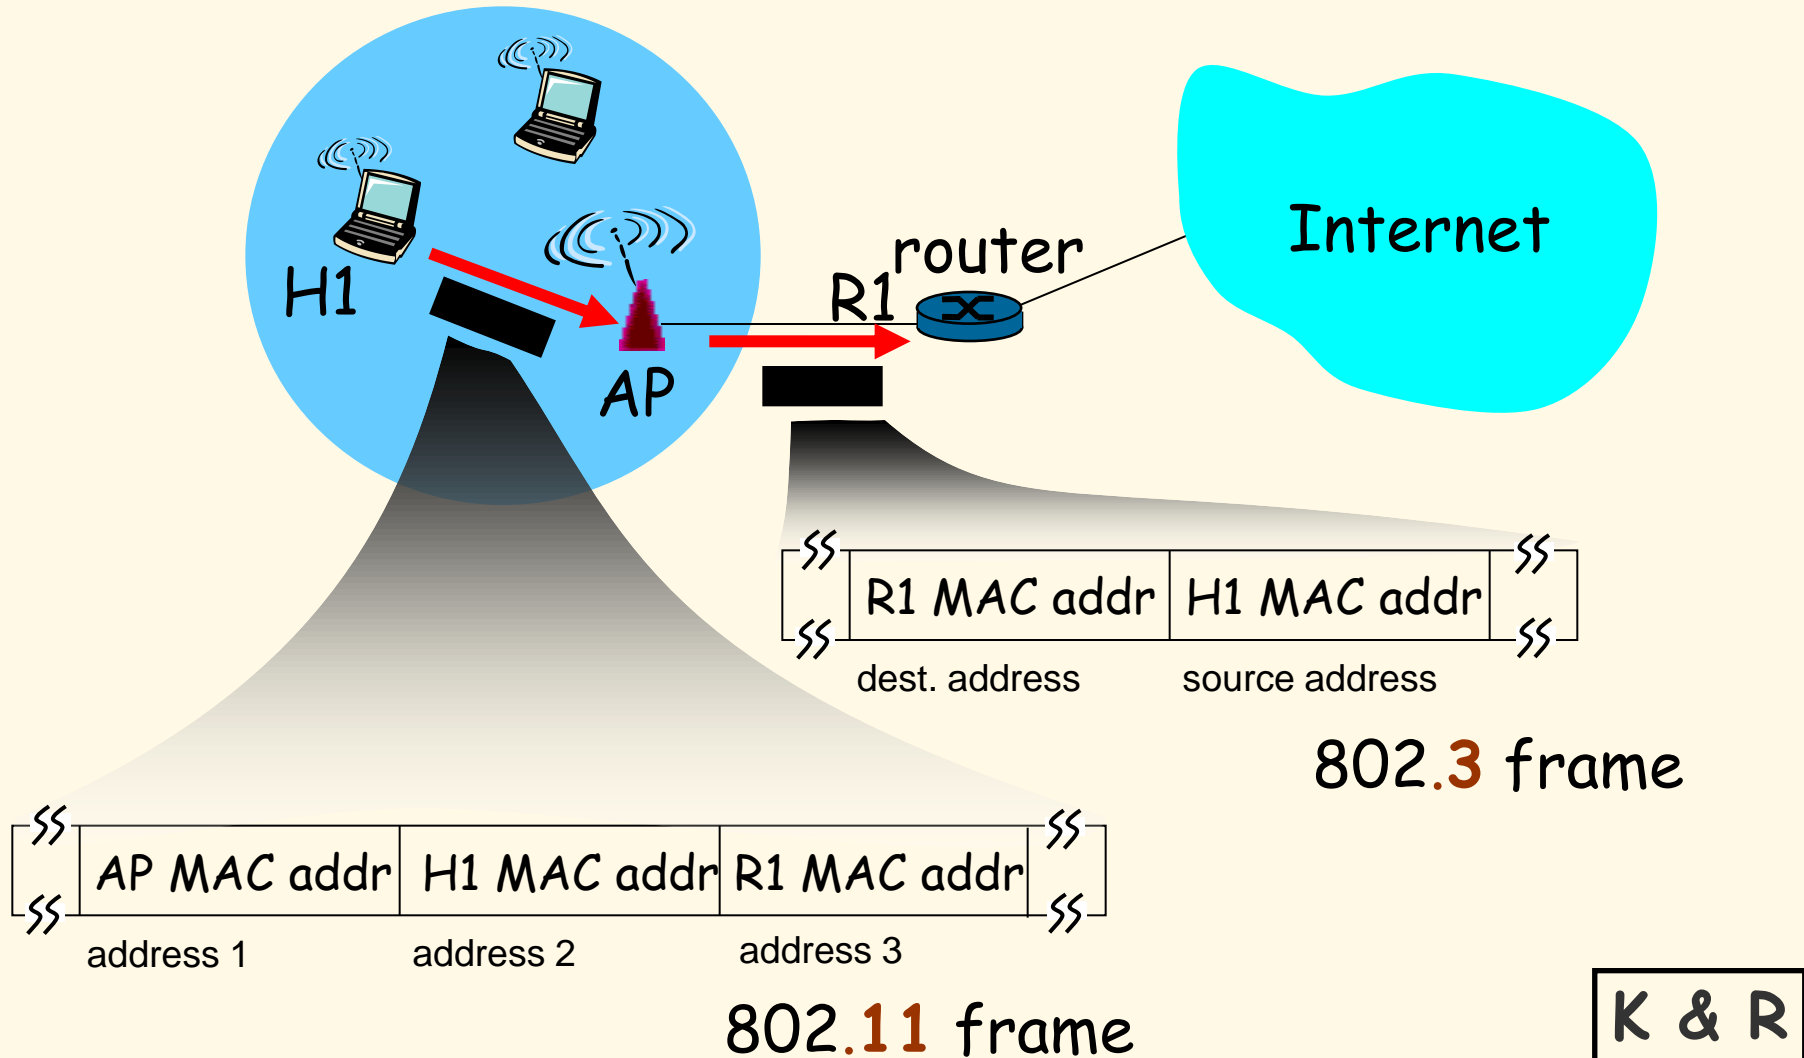 Internet
router
R1
H1
AP
R1 MAC addr H1 MAC addr
dest. address source address
802.3 frame
AP MAC addr H1 MAC addr R1 MAC addr
address 1 address 2 address 3
802.11 frame
K & R